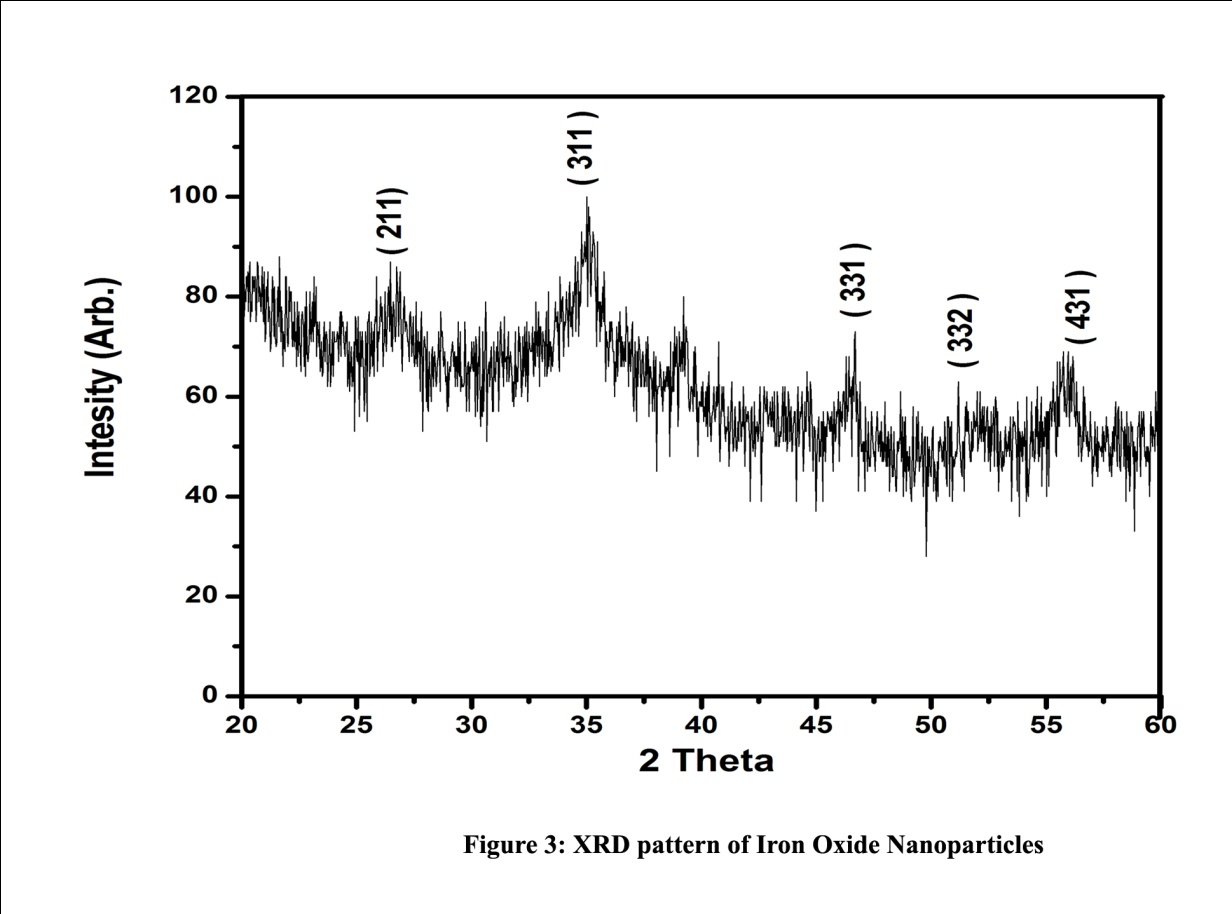 120
100
80
60
40
20
0
Intesity (Arb.)
( 211)
( 311 )
( 331 )
( 332 )
( 431 )
20 25 30 35 40 45 50 55 60
2 Theta
Figure 3: XRD pattern of Iron Oxide Nanoparticles